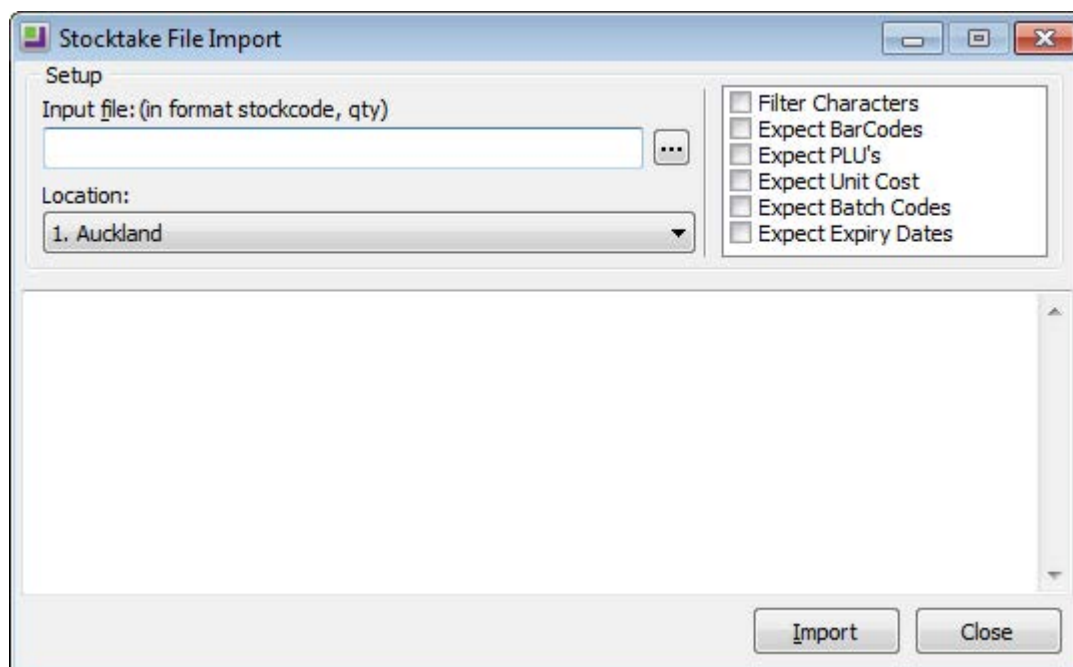 Stocktake File Import
Setup
Input file: (in format stockcode, qty)
...
Location:
1. Auckland
Filter Characters
Expect BarCodes
Expect PLU's
Expect Unit Cost
Expect Batch Codes
Expect Expiry Dates
Import
Close